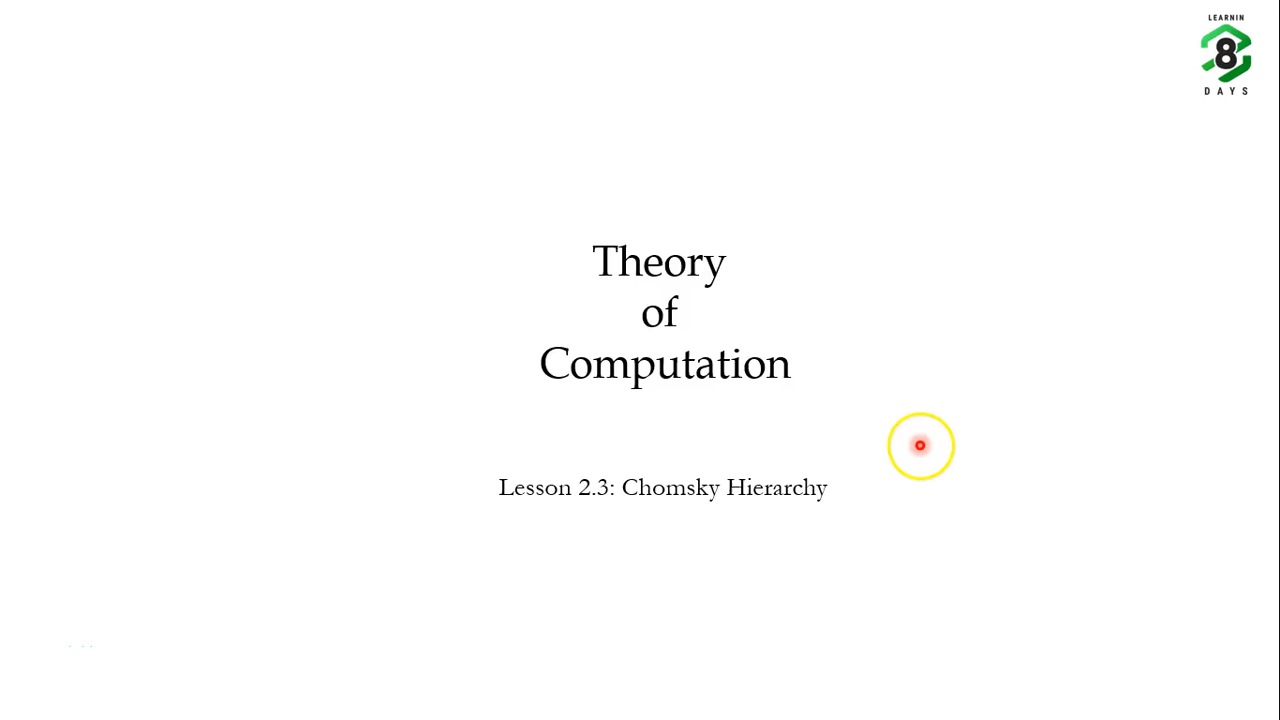 LEARNIN
8
DAYS
Theory
of
Computation
Lesson 2.3: Chomsky Hierarchy